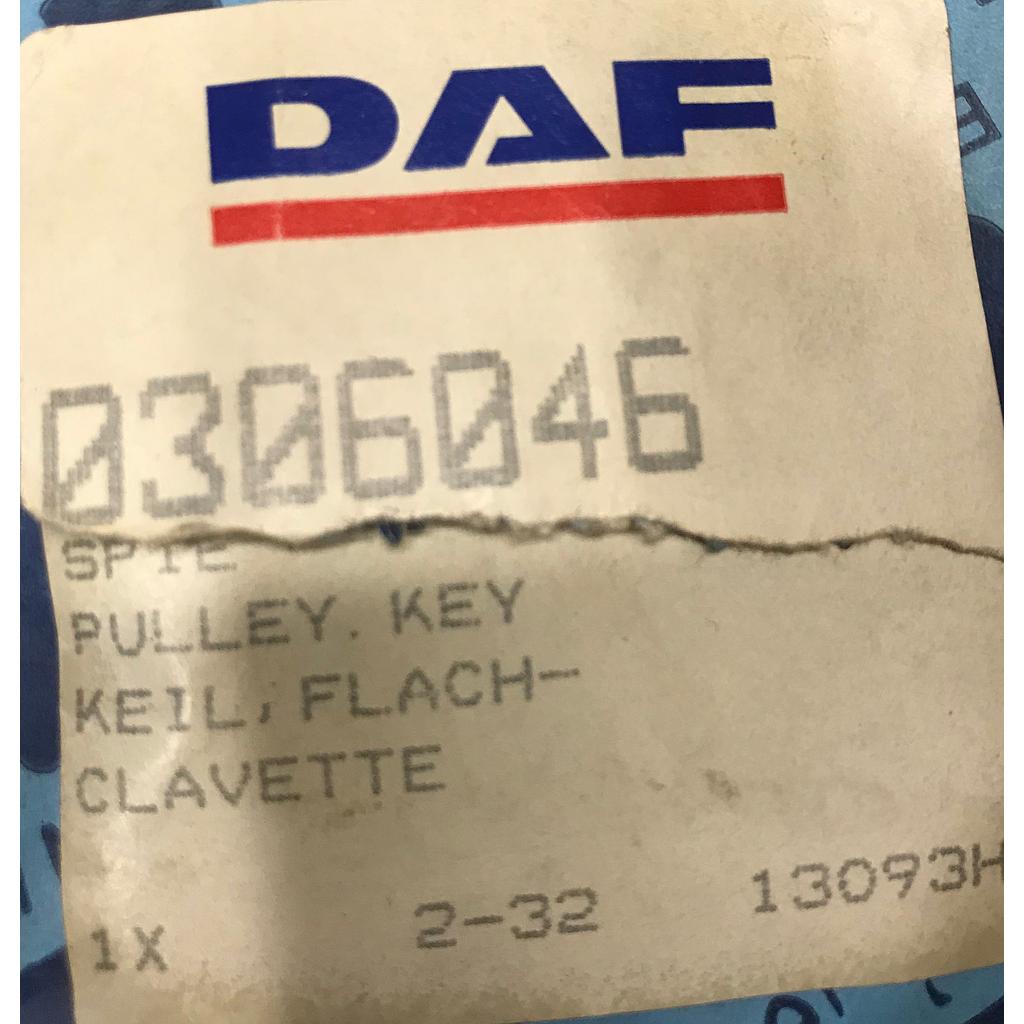 DAF
0306046
SPIE
PULLEY. KEY
KEIL, FLACH-
CLAVETTE
1X 2-32 13093H